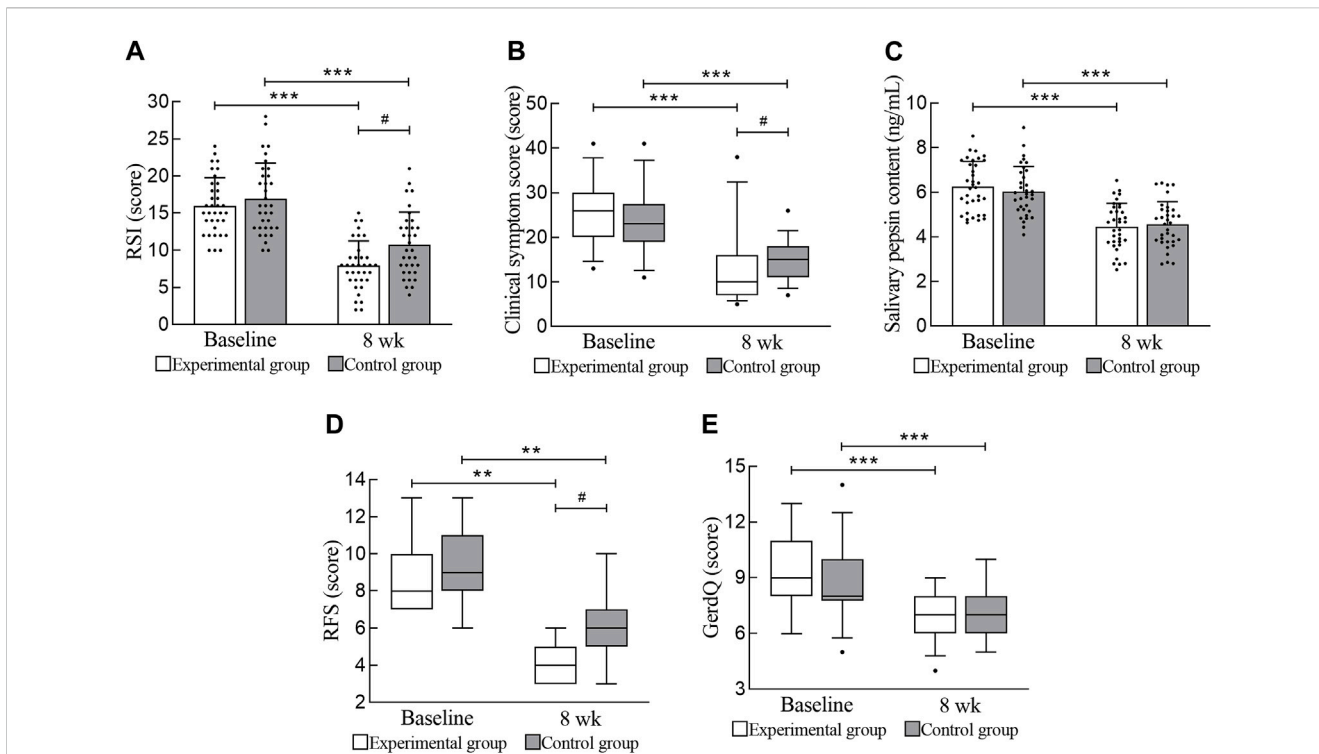 A
***
***
#
RSI (score)
30
25
20
15
10
5
0
Baseline
8 wk
Experimental group
Control group
B
***
***
#
Clinical symptom score (score)
50
40
30
20
10
0
Baseline
8 wk
Experimental group
Control group
C
***
***
Salivary pepsin content (ng/mL)
10
8
6
4
2
0
Baseline
8 wk
Experimental group
Control group
D
**
**
#
RFS (score)
14
12
10
8
6
4
2
Baseline
8 wk
Experimental group
Control group
E
***
***
GerdQ (score)
15
12
9
6
3
Baseline
8 wk
Experimental group
Control group